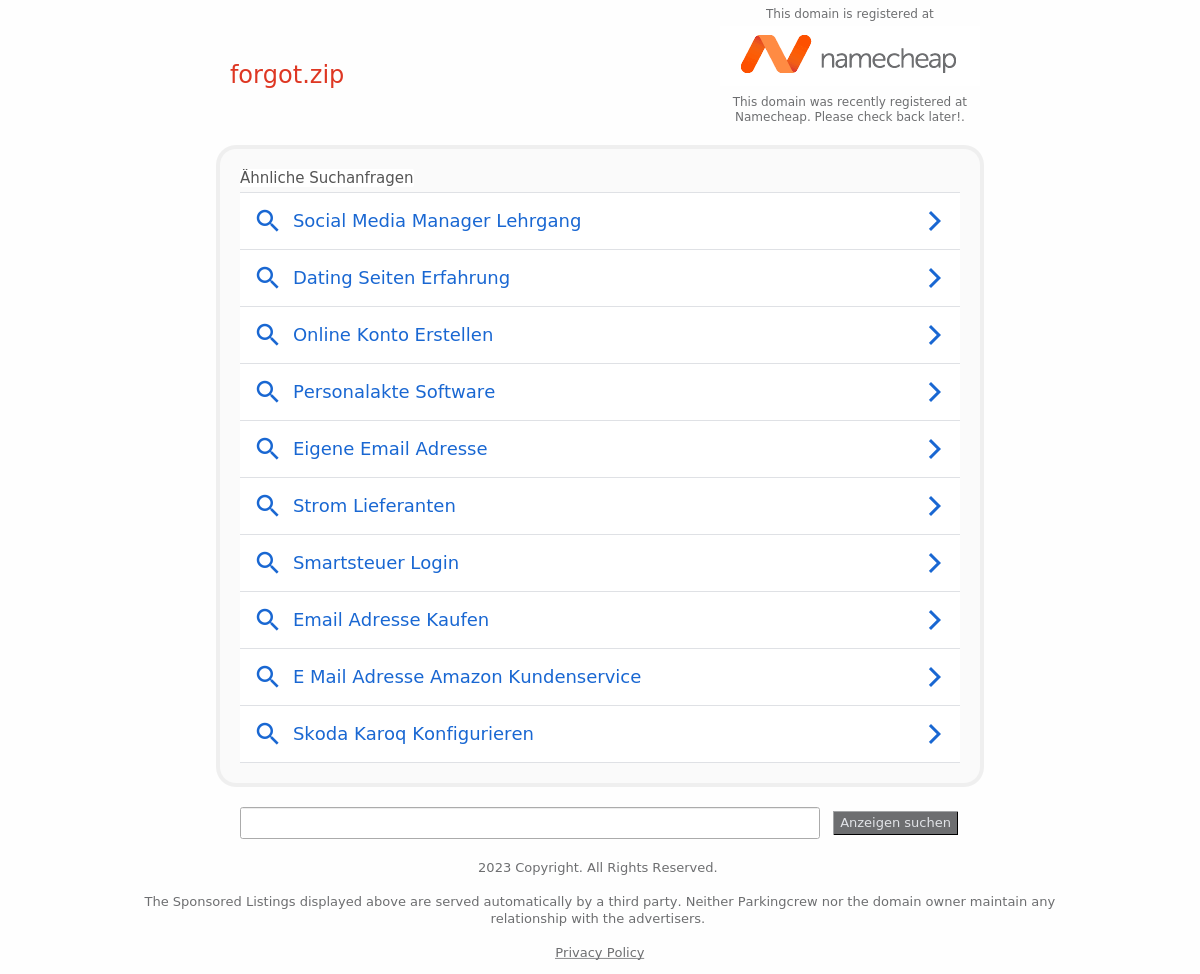 This domain is registered at
namecheap
forgot.zip
This domain was recently registered at
Namecheap. Please check back later!.
Ähnliche Suchanfragen
Social Media Manager Lehrgang
Dating Seiten Erfahrung
Online Konto Erstellen
Personalakte Software
Eigene Email Adresse
Strom Lieferanten
Smartsteuer Login
Email Adresse Kaufen
E Mail Adresse Amazon Kundenservice
Skoda Karoq Konfigurieren
Anzeigen suchen
2023 Copyright. All Rights Reserved.
The Sponsored Listings displayed above are served automatically by a third party. Neither Parkingcrew nor the domain owner maintain any
relationship with the advertisers.
Privacy Policy